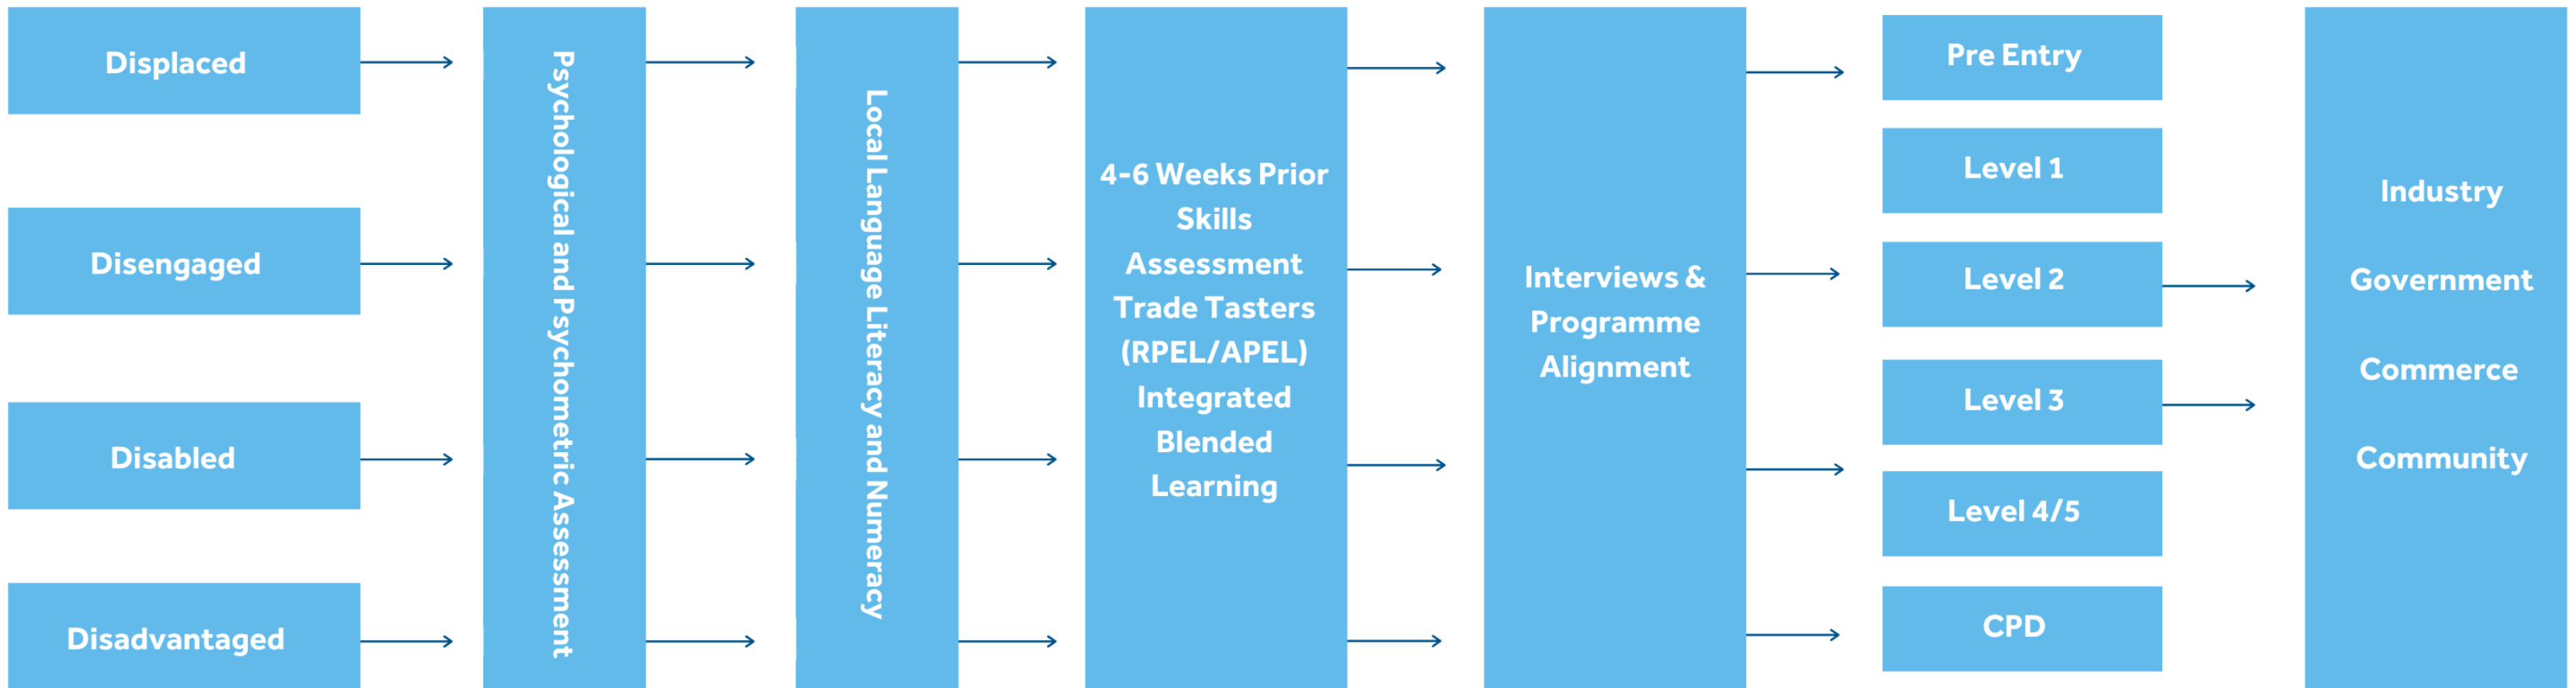 Displaced
Disengaged
Disabled
Disadvantaged
Psychological and Psychometric Assessment
Local Language Literacy and Numeracy
4-6 Weeks Prior
Skills
Assessment
Trade Tasters
(RPEL/APEL)
Integrated
Blended
Learning
Interviews &
Programme
Alignment
Pre Entry
Level 1
Level 2
Level 3
Level 4/5
CPD
Industry
Government
Commerce
Community